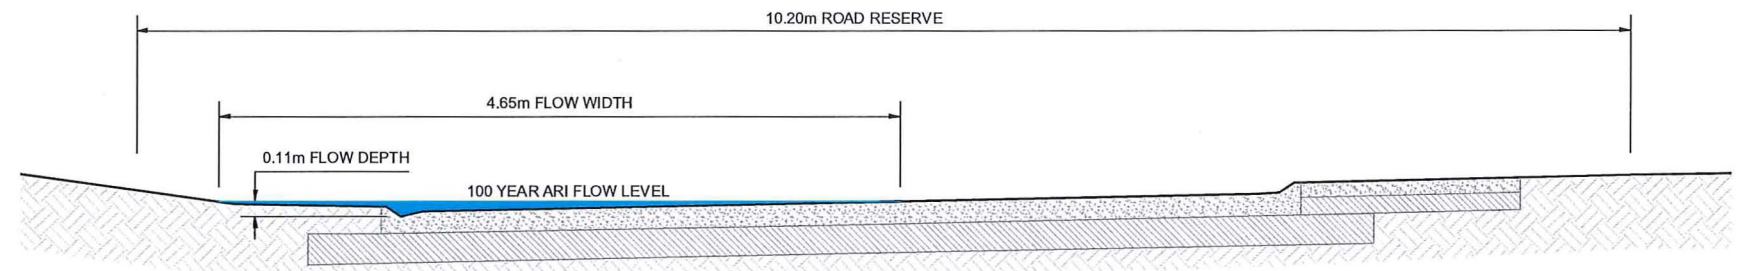 10.20m ROAD RESERVE
4.65m FLOW WIDTH
0.11m FLOW DEPTH
100 YEAR ARI FLOW LEVEL